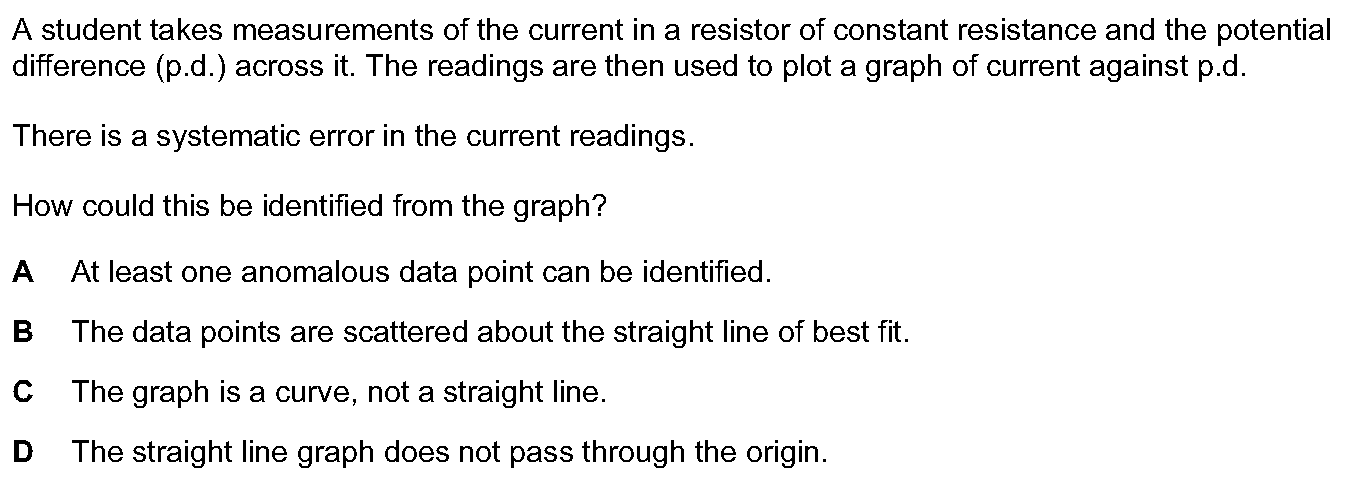 A student takes measurements of the current in a resistor of constant resistance and the potential
difference (p.d.) across it. The readings are then used to plot a graph of current against p.d.
There is a systematic error in the current readings.
How could this be identified from the graph?
A At least one anomalous data point can be identified.
B The data points are scattered about the straight line of best fit.
C The graph is a curve, not a straight line.
D The straight line graph does not pass through the origin.